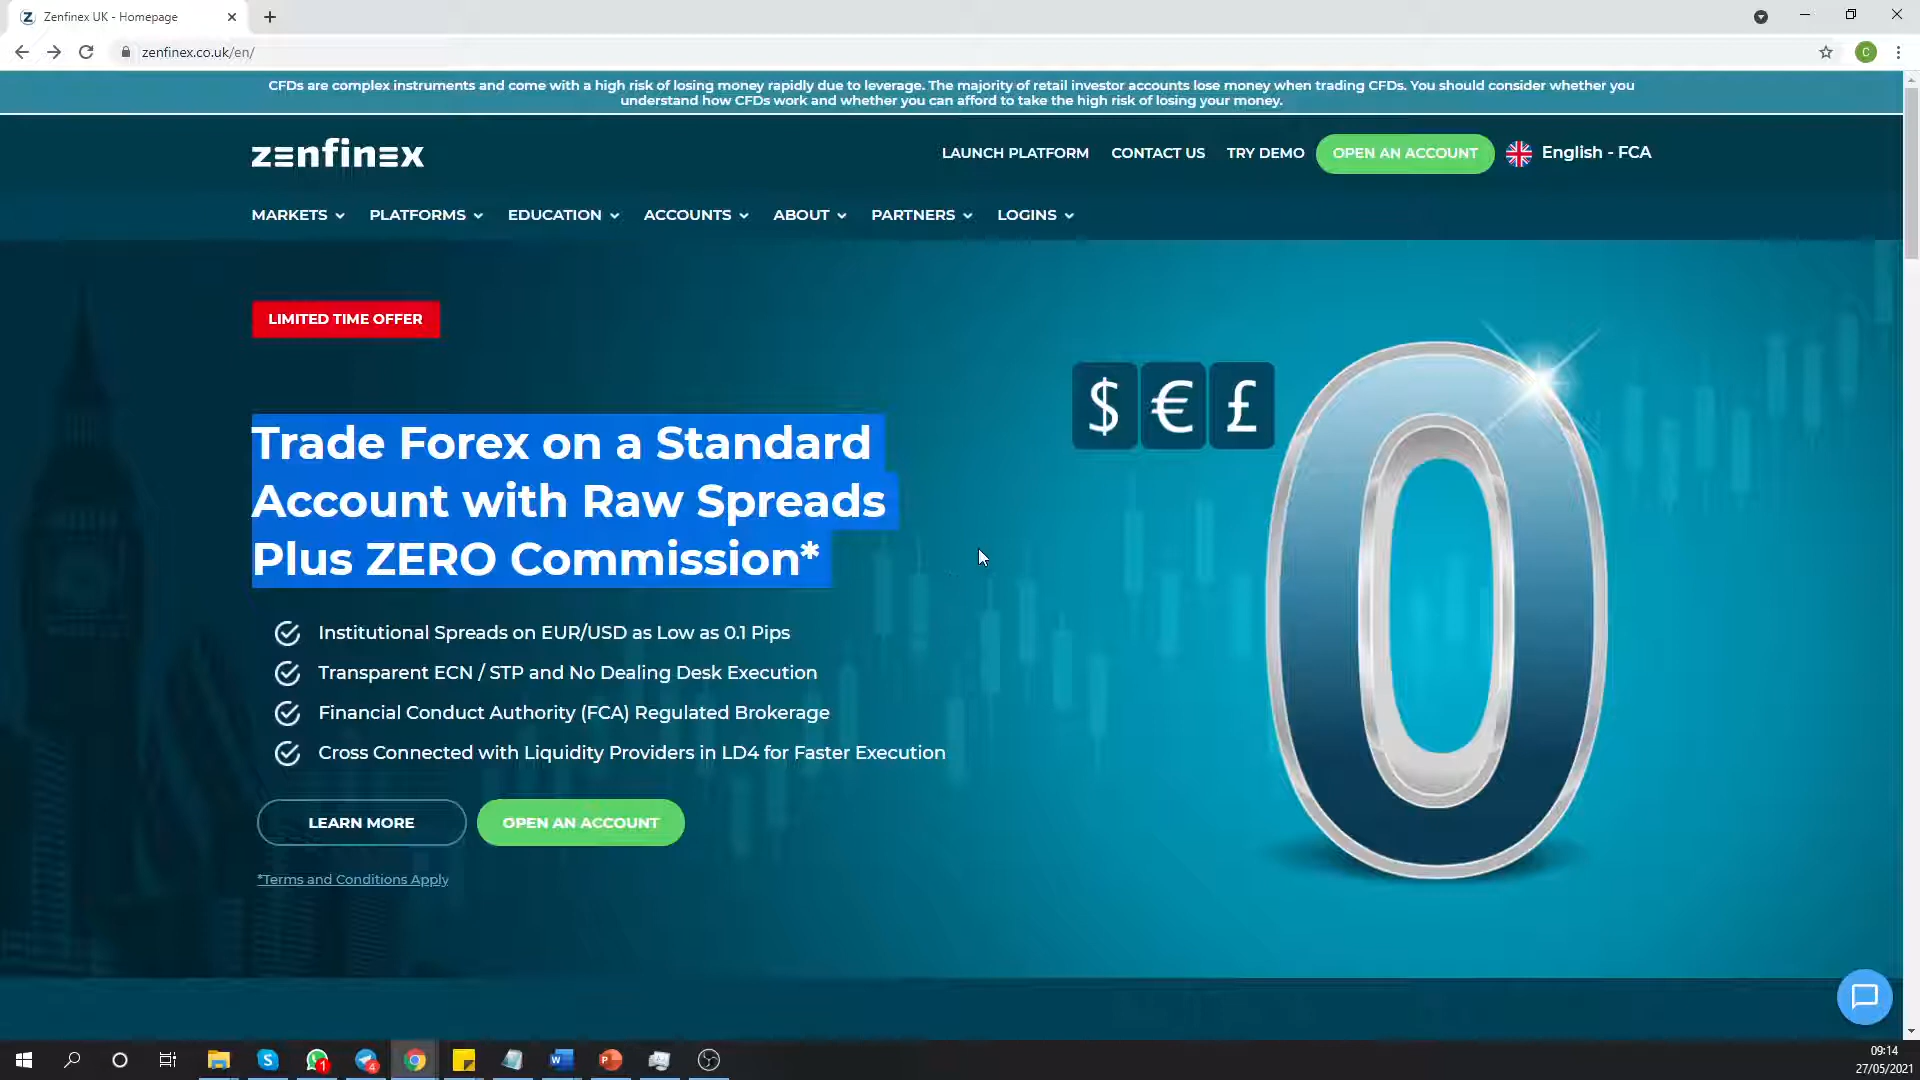 Zenfinex UK - Homepage
zenfinex.co.uk/en/
C
CFDs are complex instruments and come with a high risk of losing money rapidly due to leverage. The majority of retail investor accounts lose money when trading CFDs. You should consider whether you
understand how CFDs work and whether you can afford to take the high risk of losing your money.
zenfinex
LAUNCH PLATFORM CONTACT US TRY DEMO OPEN AN ACCOUNT English - FCA
MARKETS PLATFORMS EDUCATION ACCOUNTS ABOUT PARTNERS LOGINS
LIMITED TIME OFFER
$ € £
0
Trade Forex on a Standard
Account with Raw Spreads
Plus ZERO Commission*
Institutional Spreads on EUR/USD as Low as 0.1 Pips
Transparent ECN / STP and No Dealing Desk Execution
Financial Conduct Authority (FCA) Regulated Brokerage
Cross Connected with Liquidity Providers in LD4 for Faster Execution
LEARN MORE OPEN AN ACCOUNT
*Terms and Conditions Apply
09:14
27/05/2021